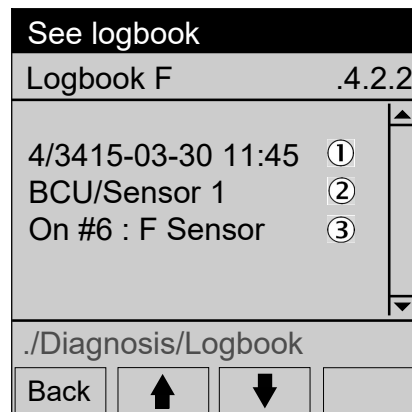 See logbook
Logbook F .4.2.2
4/3415-03-30 11:45 ①
BCU/Sensor 1 ②
On #6 : F Sensor ③
./Diagnosis/Logbook
Back